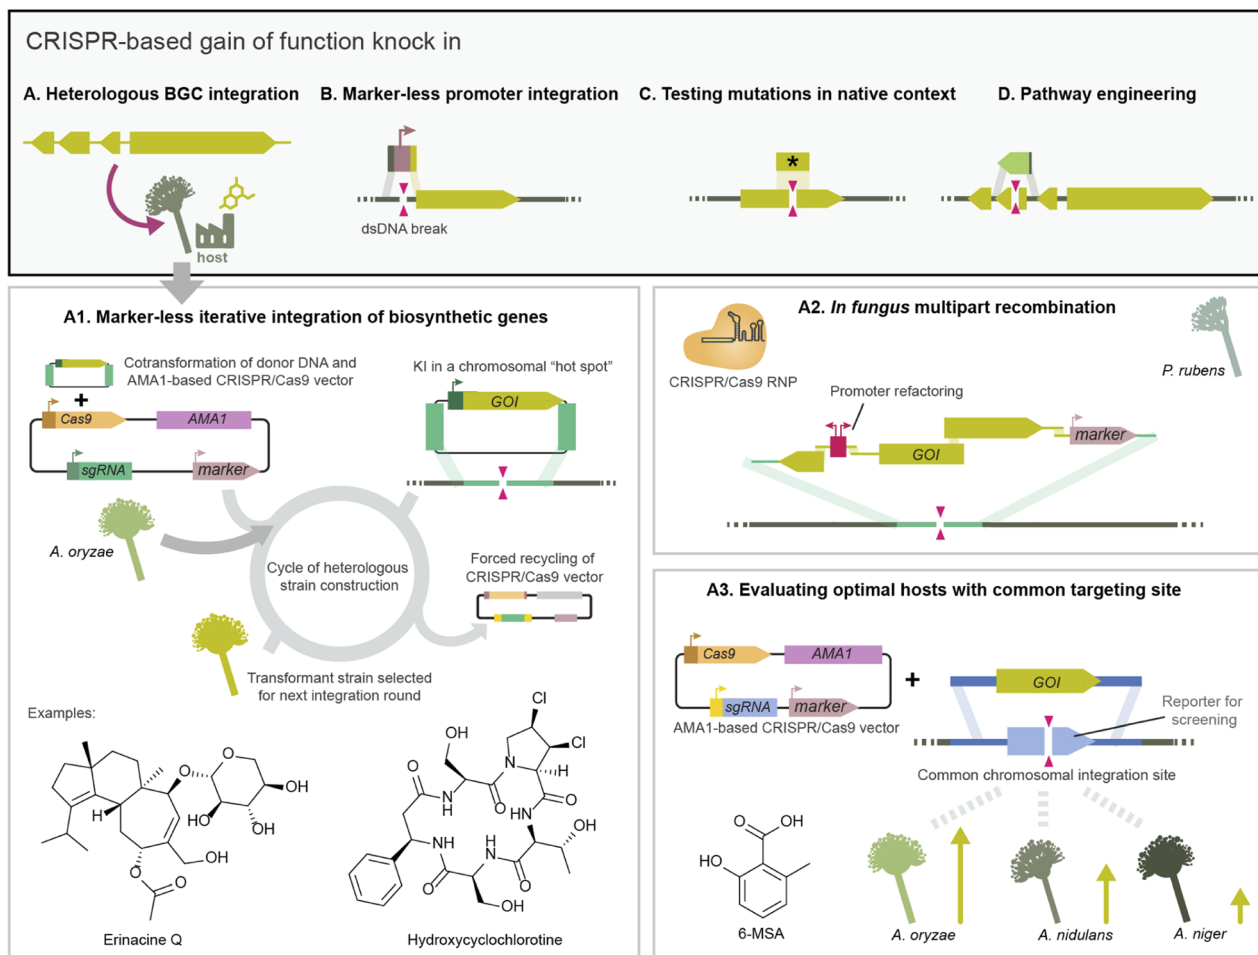 CRISPR-based gain of function knock in
A. Heterologous BGC integration
B. Marker-less promoter integration
C. Testing mutations in native context
D. Pathway engineering
*
dsDNA break
host
A1. Marker-less iterative integration of biosynthetic genes
Cotransformation of donor DNA and
AMA1-based CRISPR/Cas9 vector
+
Cas9
AMA1
sgRNA
marker
KI in a chromosomal “hot spot”
GOI
A. oryzae
Cycle of heterologous
strain construction
Forced recycling of
CRISPR/Cas9 vector
Transformant strain selected
for next integration round
Examples:
O
O
OH
HO
OH
H
OH
O
O
Erinacine Q
Cl
Cl
OH
N
H
O
O
N
H
O
HN
OH
NH
H
N
O
O
O
OH
Hydroxycyclochlorotine
A2. In fungus multipart recombination
CRISPR/Cas9 RNP
P. rubens
Promoter refactoring
GOI
marker
A3. Evaluating optimal hosts with common targeting site
Cas9
AMA1
sgRNA
marker
AMA1-based CRISPR/Cas9 vector
+
GOI
Reporter for
screening
Common chromosomal integration site
O
OH
HO
6-MSA
A. oryzae
A. nidulans
A. niger